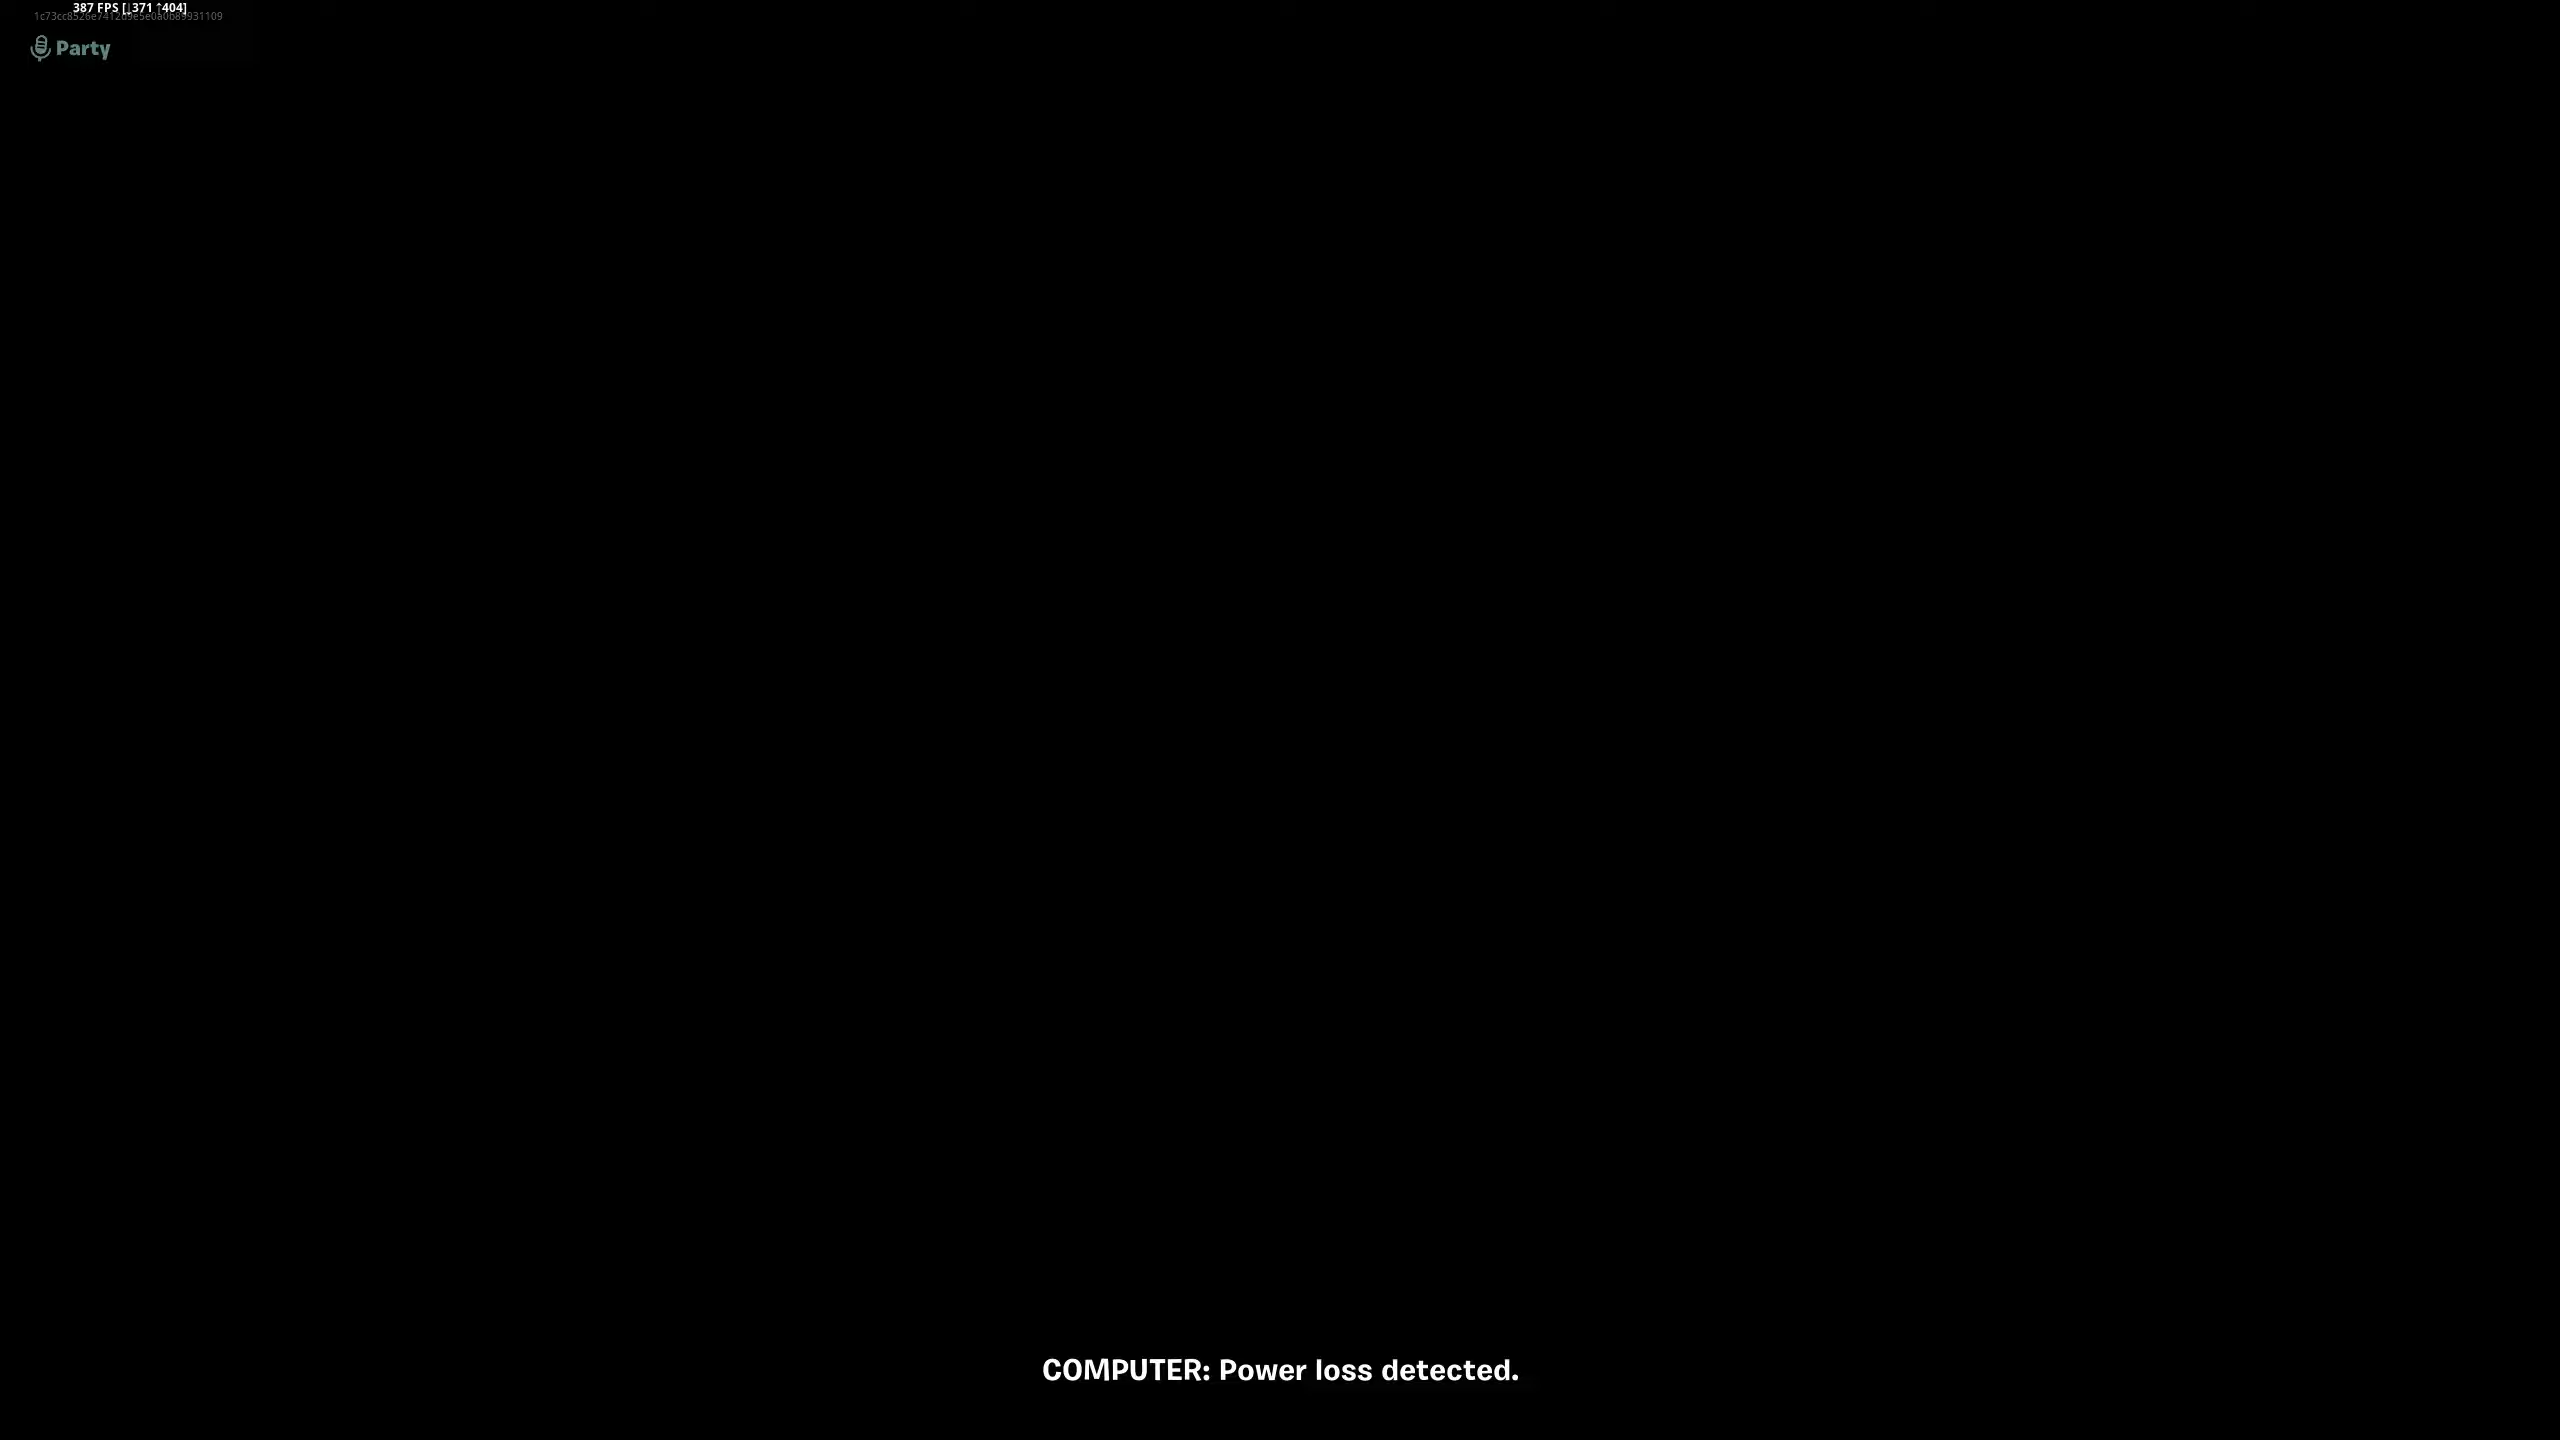 387 FPS [↓371 ↑404]
Party
COMPUTER: Power loss detected.